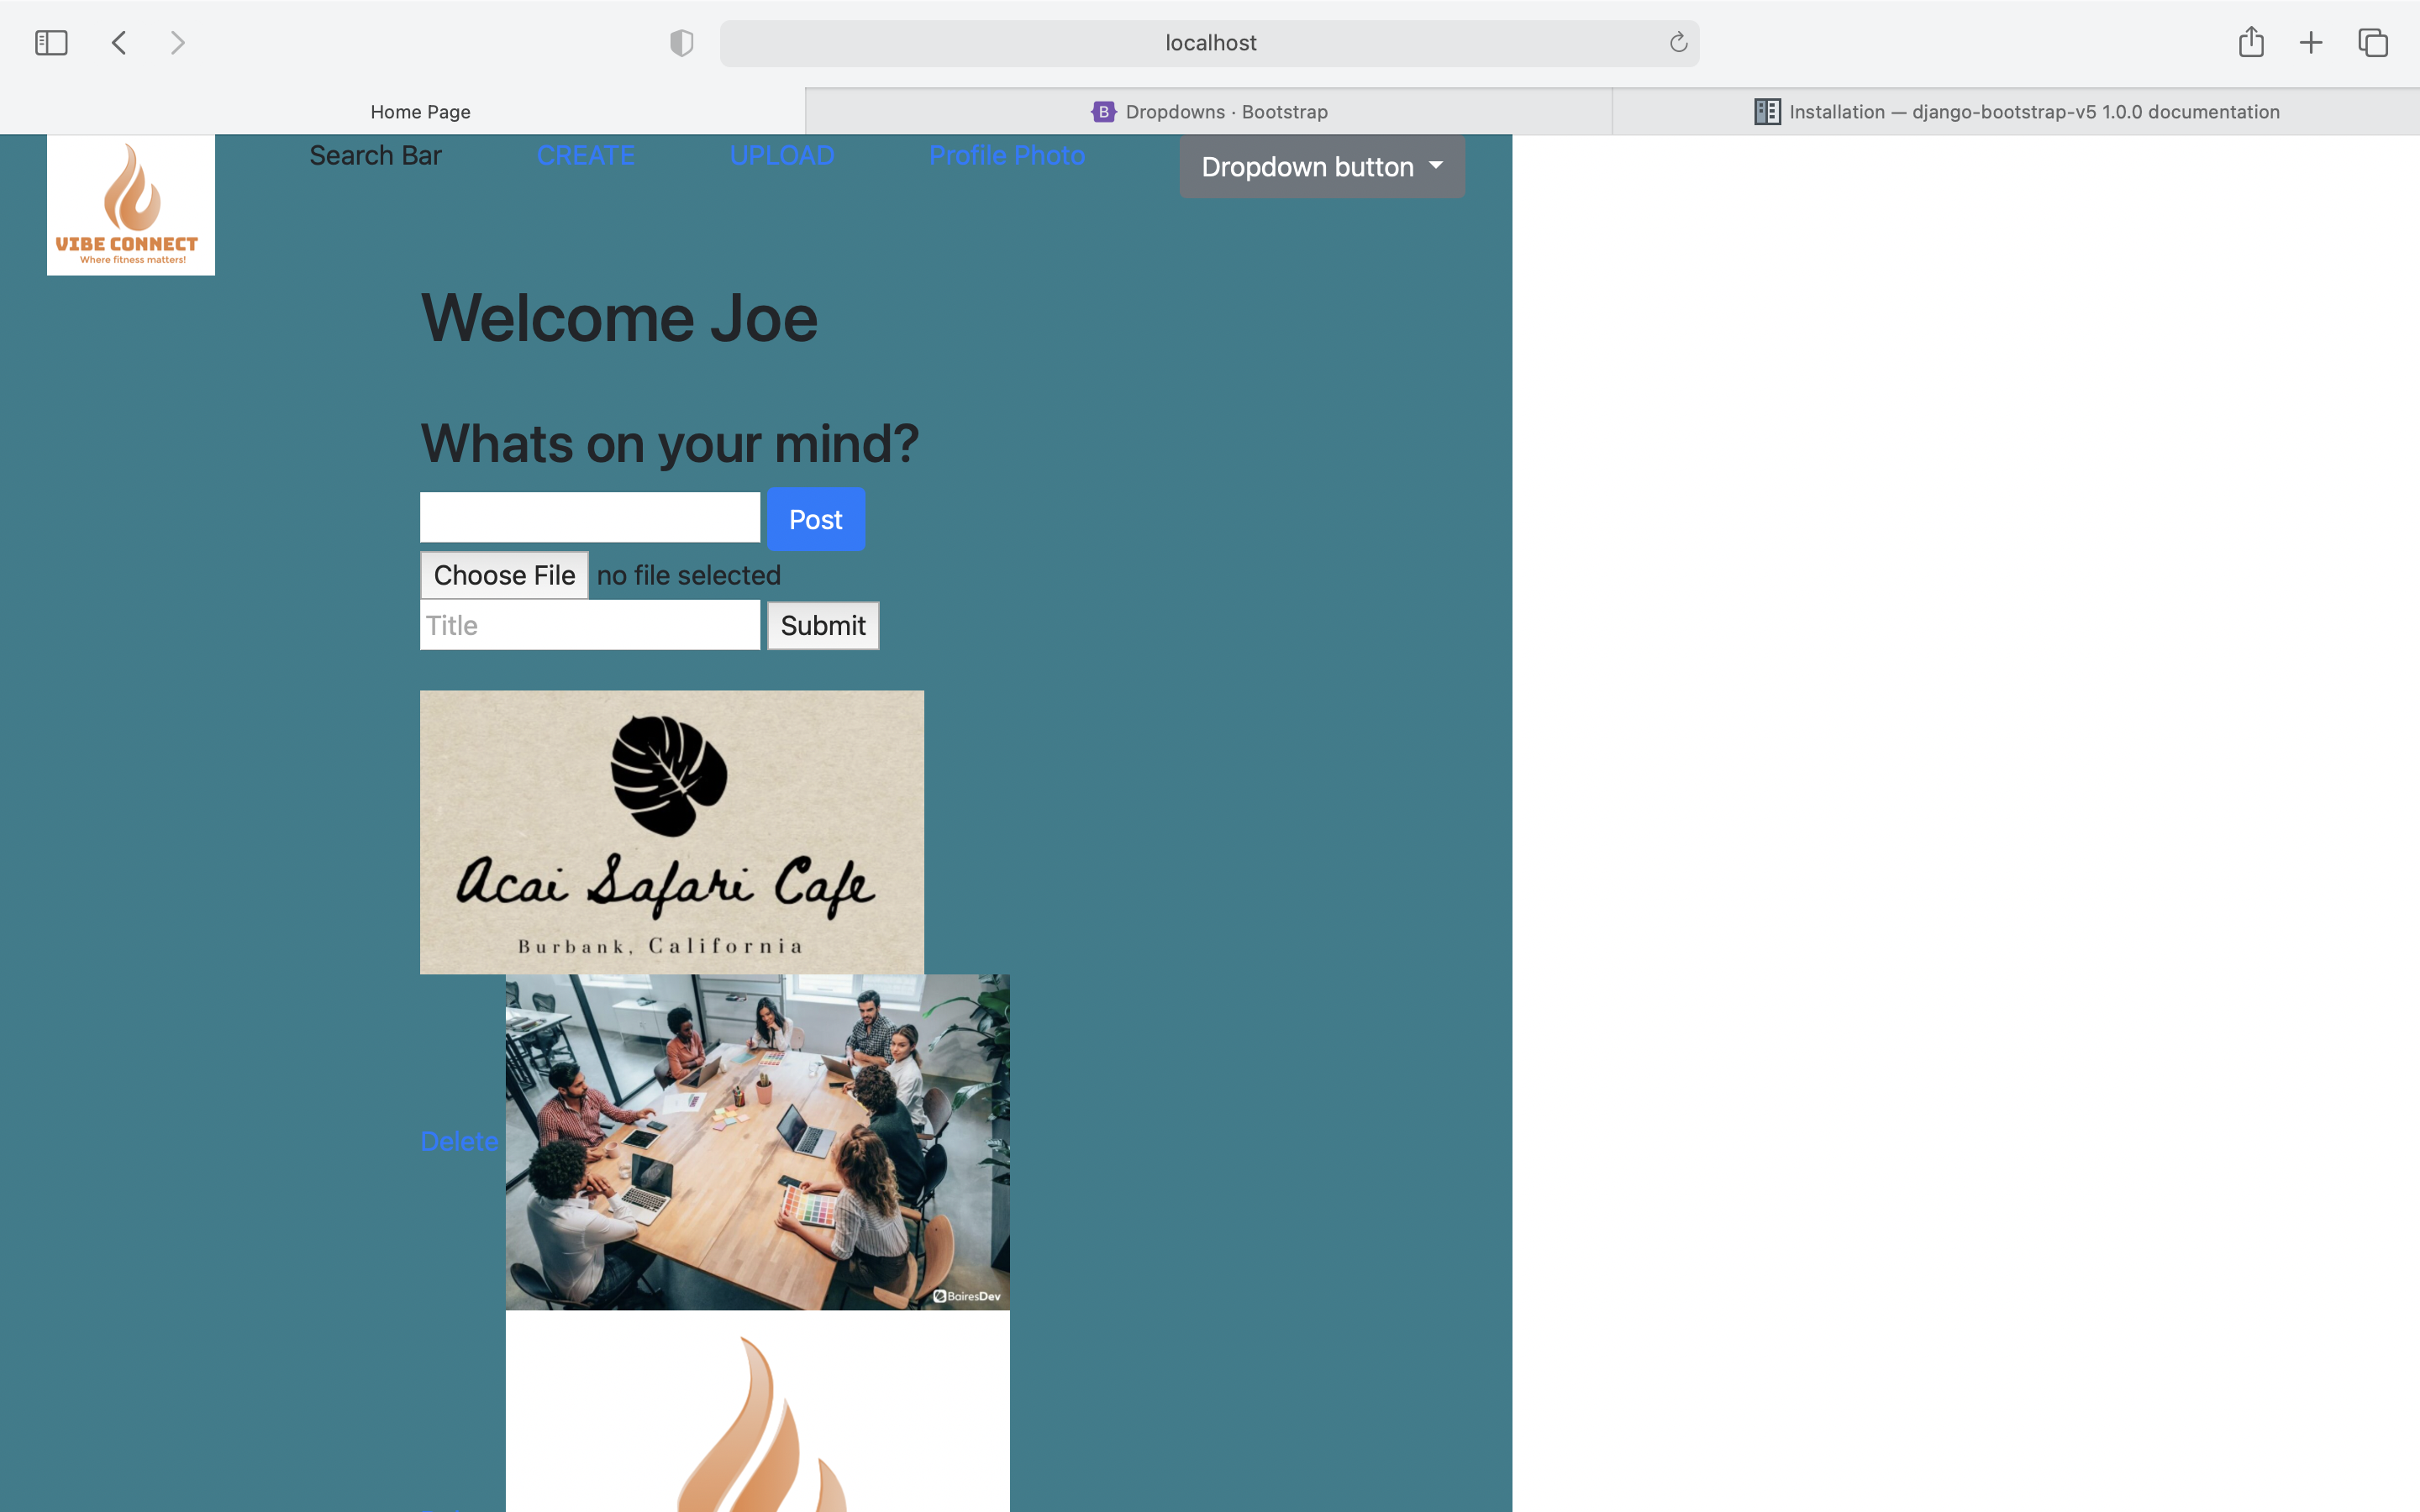 localhost
Home Page
Dropdowns · Bootstrap
Installation — django-bootstrap-v5 1.0.0 documentation
VIBE CONNECT
Where fitness matters!
Search Bar
CREATE
UPLOAD
Profile Photo
Dropdown button
Welcome Joe
Whats on your mind?
Post
Choose File no file selected
Title
Submit
Acai Safari Cafe
Burbank, California
Delete
BairesDev